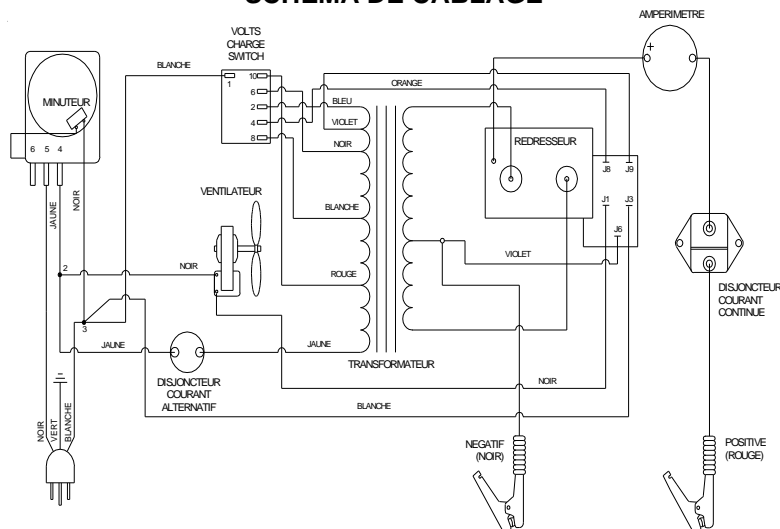 SCHÉMA DE CÂBLAGE
AMPERIMETRE
VOLTS
CHARGE
SWITCH
BLANCHE
1
10
6
2
4
8
ORANGE
BLEU
VIOLET
NOIR
BLANCHE
ROUGE
JAUNE
+
MINUTEUR
6 5 4
JAUNE
NOIR
VENTILATEUR
NOIR
2
3
JAUNE
DISJONCTEUR
COURANT
ALTERNATIF
TRANSFORMATEUR
REDRESSEUR
J8
J9
J1
J3
J6
VIOLET
NOIR
BLANCHE
DISJONCTEUR
COURANT
CONTINUE
NOIR
VERT
BLANCHE
NEGATIF
(NOIR)
POSITIVE
(ROUGE)